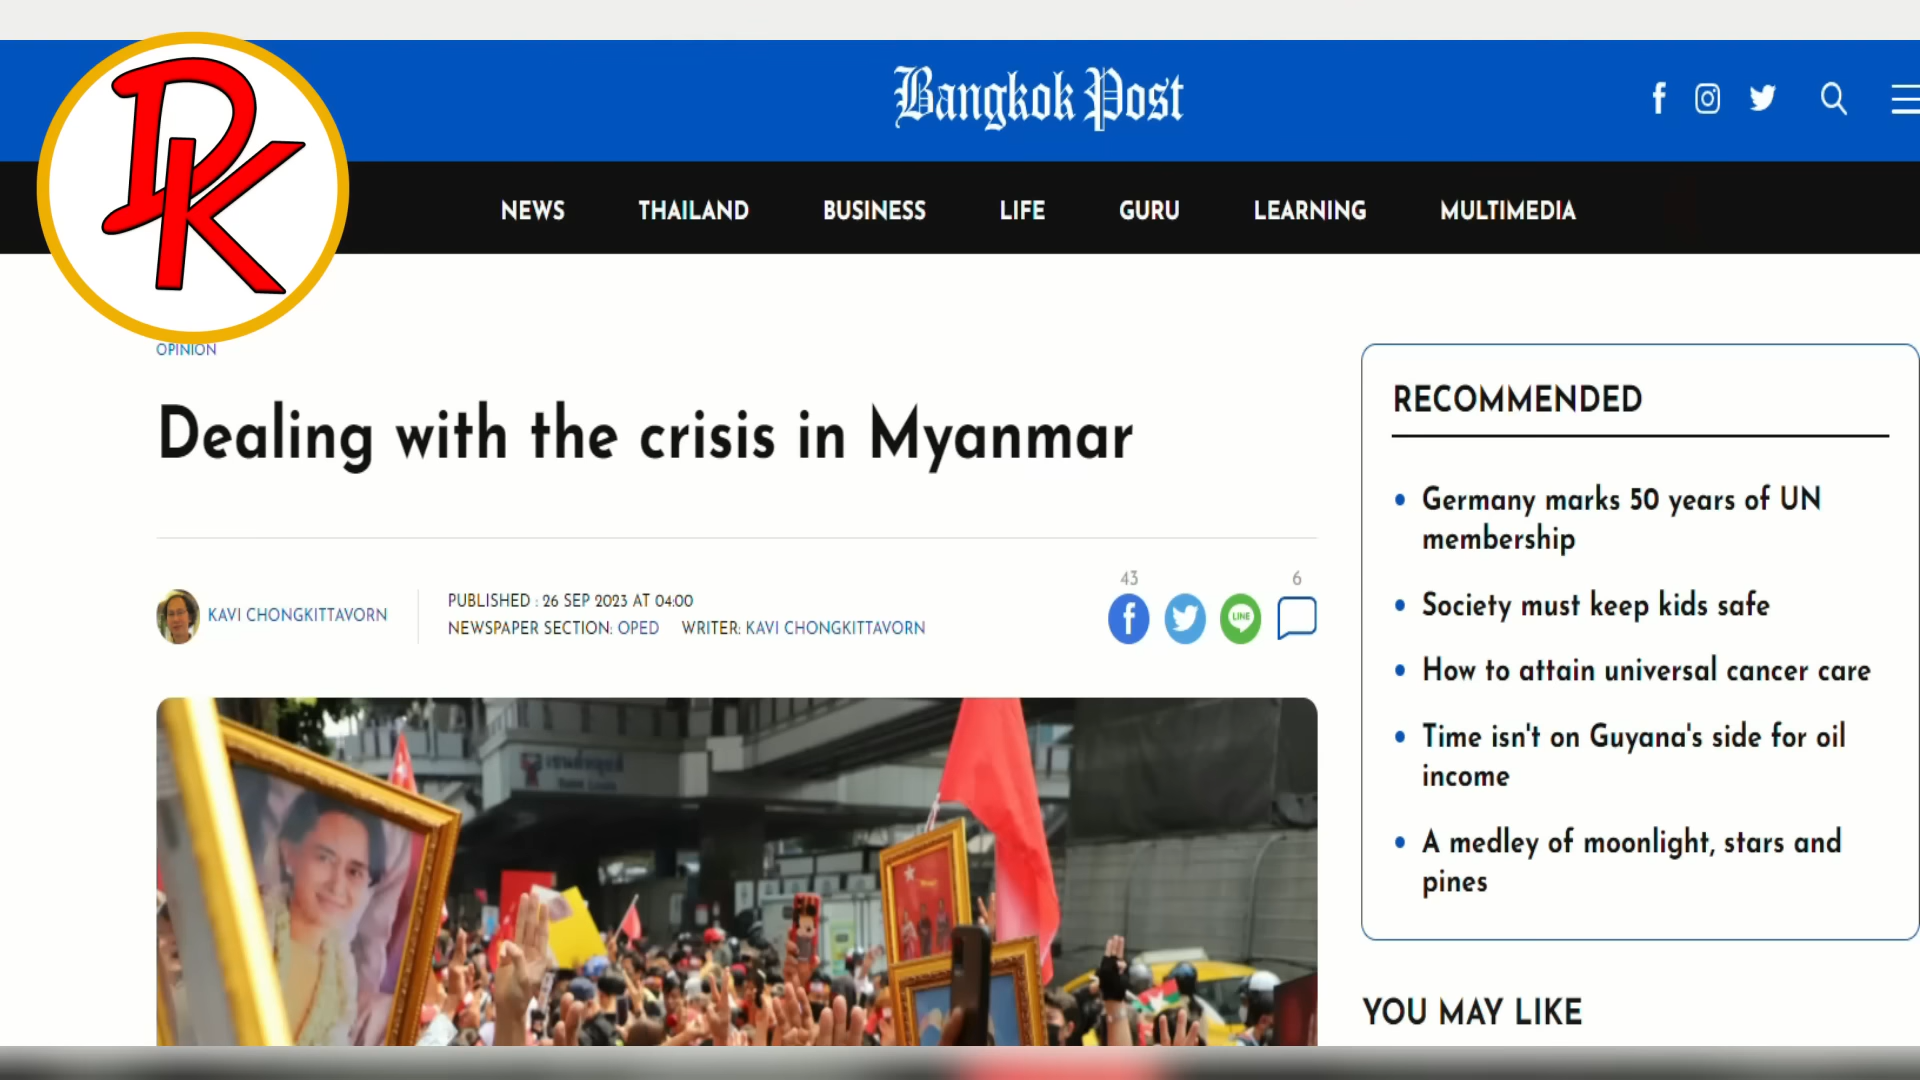 DK
Bangkok Post
NEWS THAILAND BUSINESS LIFE GURU LEARNING MULTIMEDIA
OPINION
Dealing with the crisis in Myanmar
KAVI CHONGKITTAVORN
PUBLISHED : 26 SEP 2023 AT 04:00
NEWSPAPER SECTION: OPED WRITER: KAVI CHONGKITTAVORN
43
LINE
6
RECOMMENDED
Germany marks 50 years of UN
membership
Society must keep kids safe
How to attain universal cancer care
Time isn't on Guyana's side for oil
income
A medley of moonlight, stars and
pines
YOU MAY LIKE